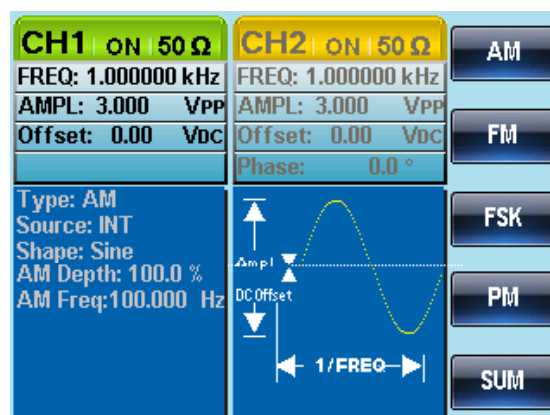 CH1 ON 50 Ω
FREQ: 1.000000 kHz
AMPL: 3.000 VPP
Offset: 0.00 VDC
CH2 ON 50 Ω
FREQ: 1.000000 kHz
AMPL: 3.000 VPP
Offset: 0.00 VDC
Phase: 0.0 °
Type: AM
Source: INT
Shape: Sine
AM Depth: 100.0 %
AM Freq:100.000 Hz
Ampl
DC Offset
1/FREQ
AM
FM
FSK
PM
SUM